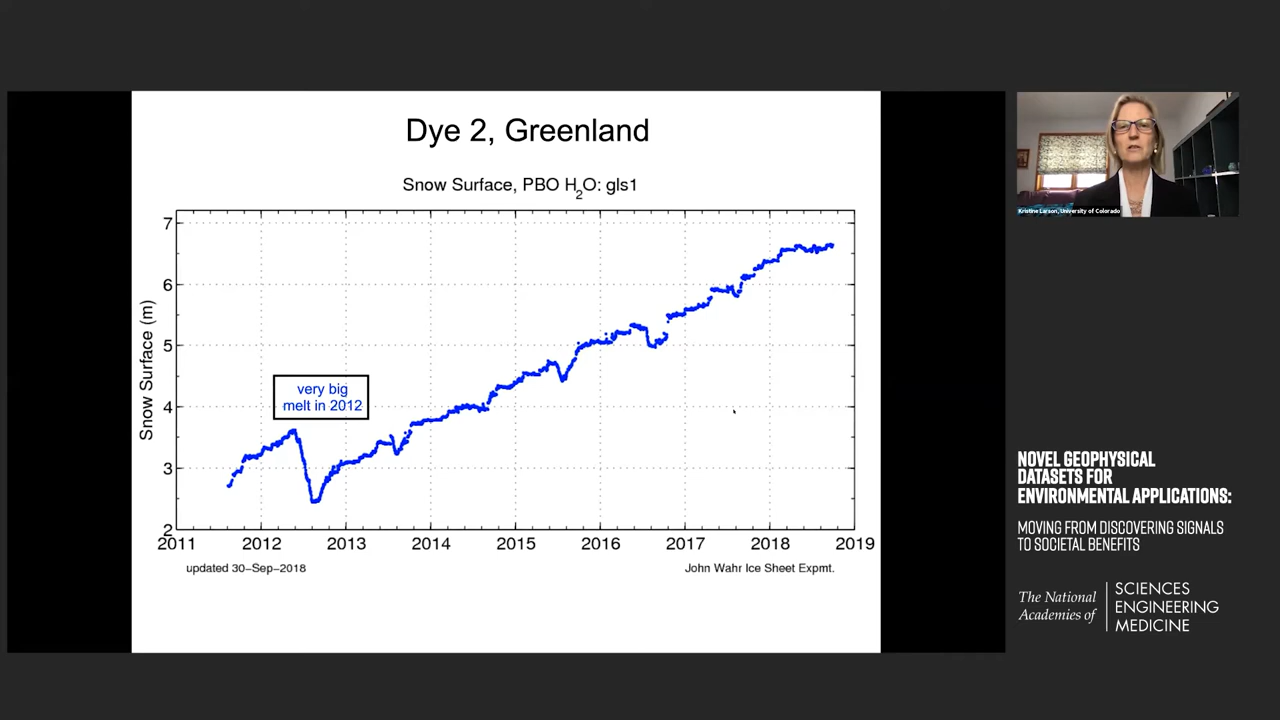 Dye 2, Greenland
Snow Surface, PBO H2O: gls1
Snow Surface (m)
7
6
5
4
3
2
very big
melt in 2012
2011 2012 2013 2014 2015 2016 2017 2018 2019
updated 30-Sep-2018
John Wahr Ice Sheet Expmt.
Kristine Larson, University of Colorado
NOVEL GEOPHYSICAL
DATASETS FOR
ENVIRONMENTAL APPLICATIONS:
MOVING FROM DISCOVERING SIGNALS
TO SOCIETAL BENEFITS
The National
Academies of
SCIENCES
ENGINEERING
MEDICINE